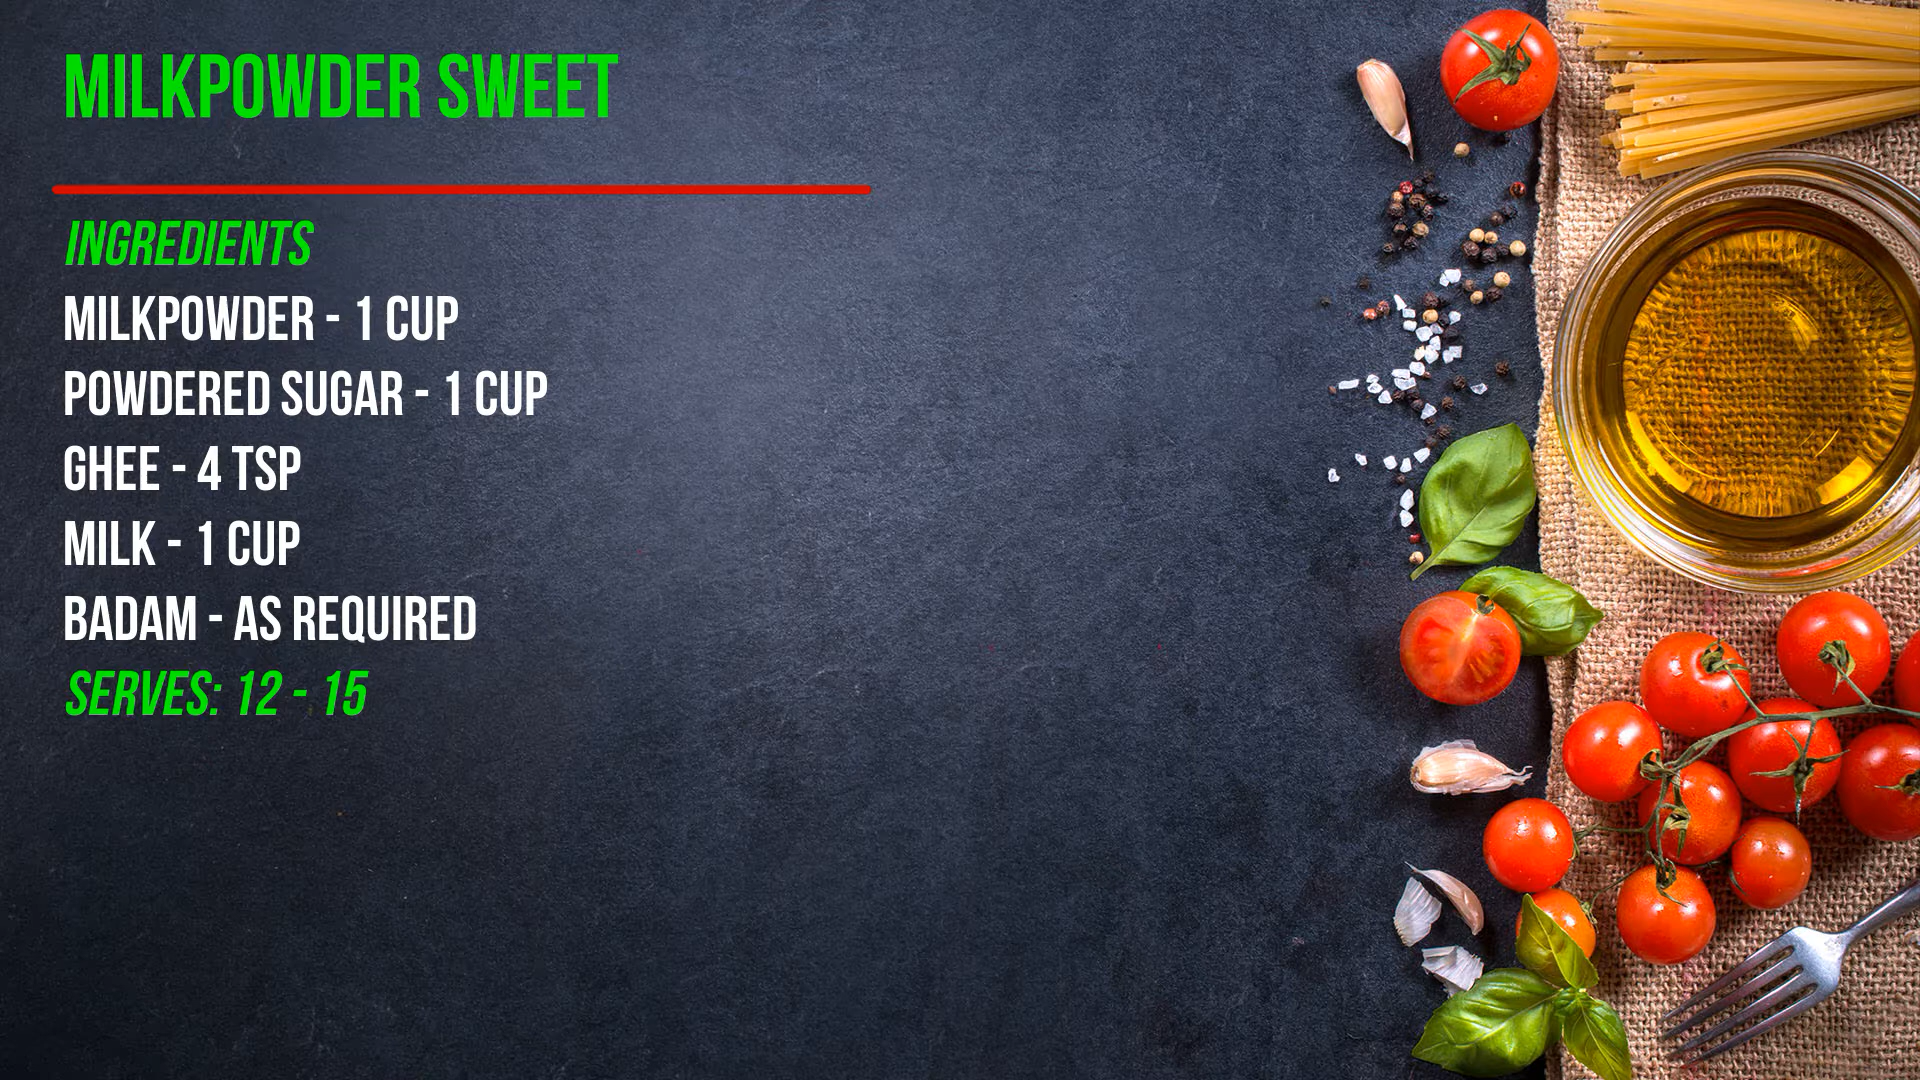 MILKPOWDER SWEET
INGREDIENTS
MILKPOWDER - 1 CUP
POWDERED SUGAR - 1 CUP
GHEE - 4 TSP
MILK - 1 CUP
BADAM - AS REQUIRED
SERVES: 12 - 15